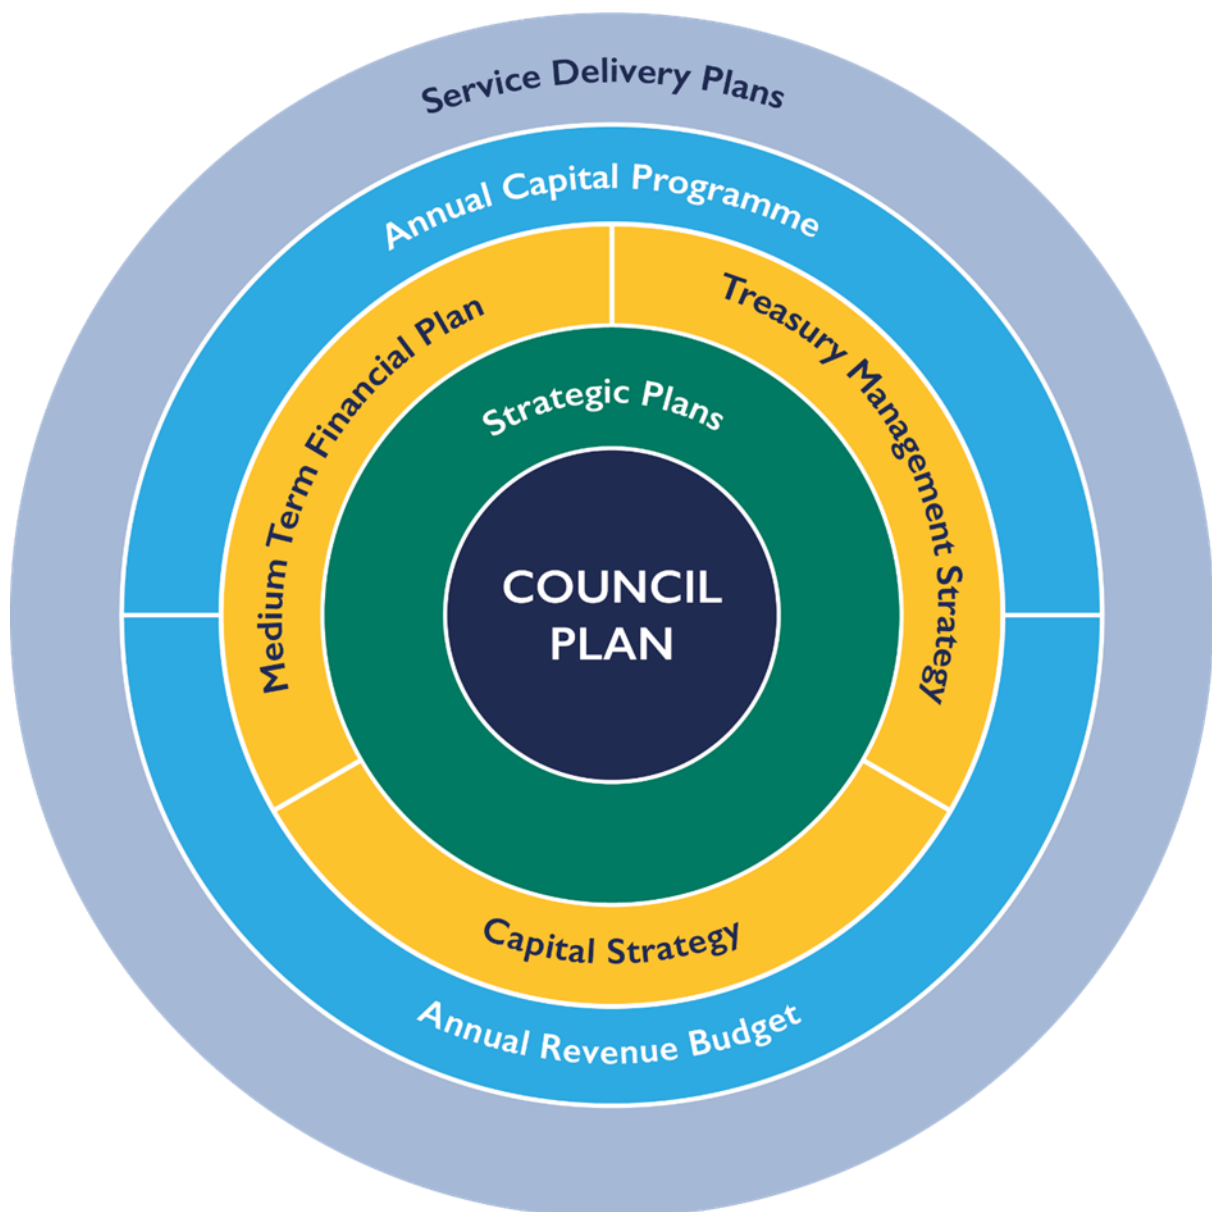 Service Delivery Plans
Annual Capital Programme
Medium Term Financial Plan
Treasury Management Strategy
Strategic Plans
COUNCIL
PLAN
Capital Strategy
Annual Revenue Budget